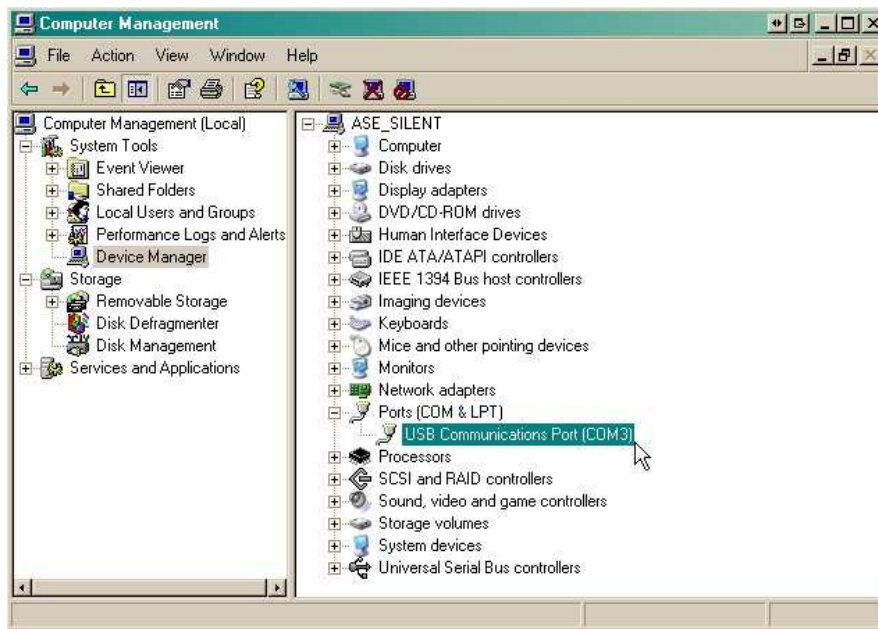 Computer Management
File Action View Window Help
Computer Management (Local)
System Tools
Event Viewer
Shared Folders
Local Users and Groups
Performance Logs and Alerts
Device Manager
Storage
Removable Storage
Disk Defragmenter
Disk Management
Services and Applications
ASE_SILENT
Computer
Disk drives
Display adapters
DVD/CD-ROM drives
Human Interface Devices
IDE ATA/ATAPI controllers
IEEE 1394 Bus host controllers
Imaging devices
Keyboards
Mice and other pointing devices
Monitors
Network adapters
Ports (COM & LPT)
USB Communications Port (COM3)
Processors
SCSI and RAID controllers
Sound, video and game controllers
Storage volumes
System devices
Universal Serial Bus controllers